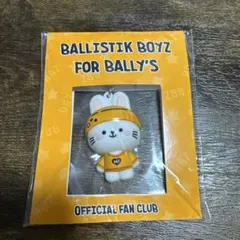 BALLISTIK BOYZ
FOR BALLY'S
OFFICIAL FAN CLUB